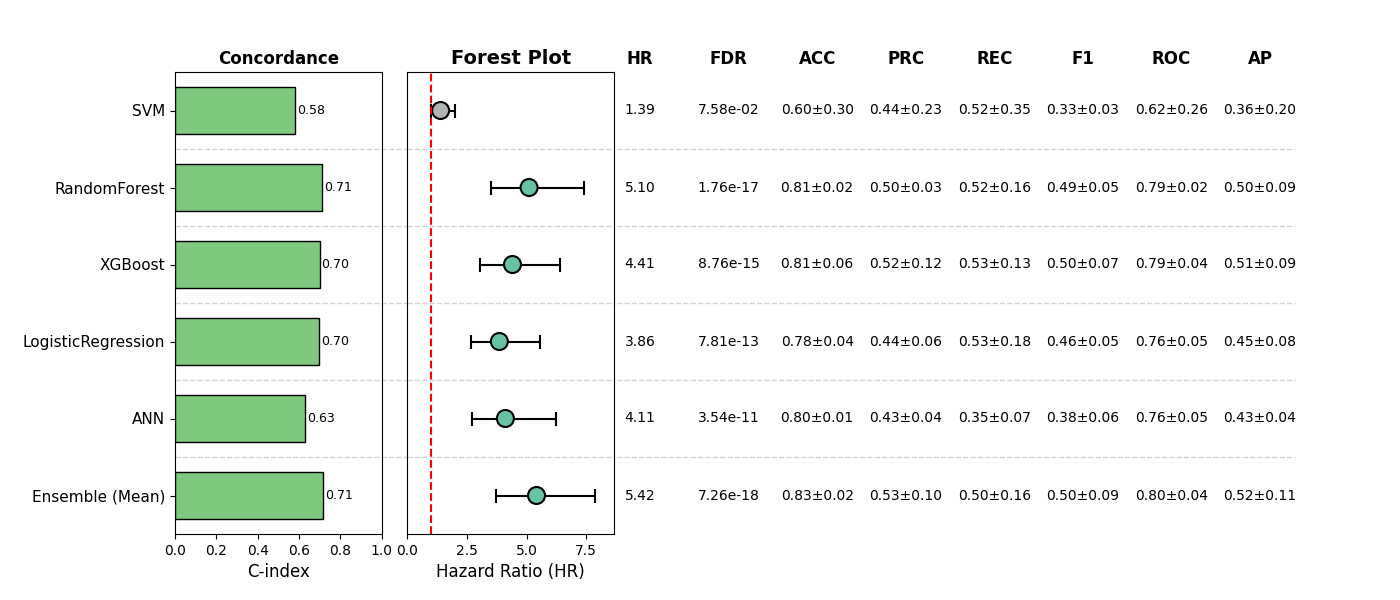 Concordance Forest Plot HR FDR ACC PRC REC F1 ROC AP
SVM 0.58 1.39 7.58e-02 0.60±0.30 0.44±0.23 0.52±0.35 0.33±0.03 0.62±0.26 0.36±0.20
RandomForest 0.71 5.10 1.76e-17 0.81±0.02 0.50±0.03 0.52±0.16 0.49±0.05 0.79±0.02 0.50±0.09
XGBoost 0.70 4.41 8.76e-15 0.81±0.06 0.52±0.12 0.53±0.13 0.50±0.07 0.79±0.04 0.51±0.09
LogisticRegression 0.70 3.86 7.81e-13 0.78±0.04 0.44±0.06 0.53±0.18 0.46±0.05 0.76±0.05 0.45±0.08
ANN 0.63 4.11 3.54e-11 0.80±0.01 0.43±0.04 0.35±0.07 0.38±0.06 0.76±0.05 0.43±0.04
Ensemble (Mean) 0.71 5.42 7.26e-18 0.83±0.02 0.53±0.10 0.50±0.16 0.50±0.09 0.80±0.04 0.52±0.11
0.0 0.2 0.4 0.6 0.8 1.0 0.0 2.5 5.0 7.5
C-index Hazard Ratio (HR)